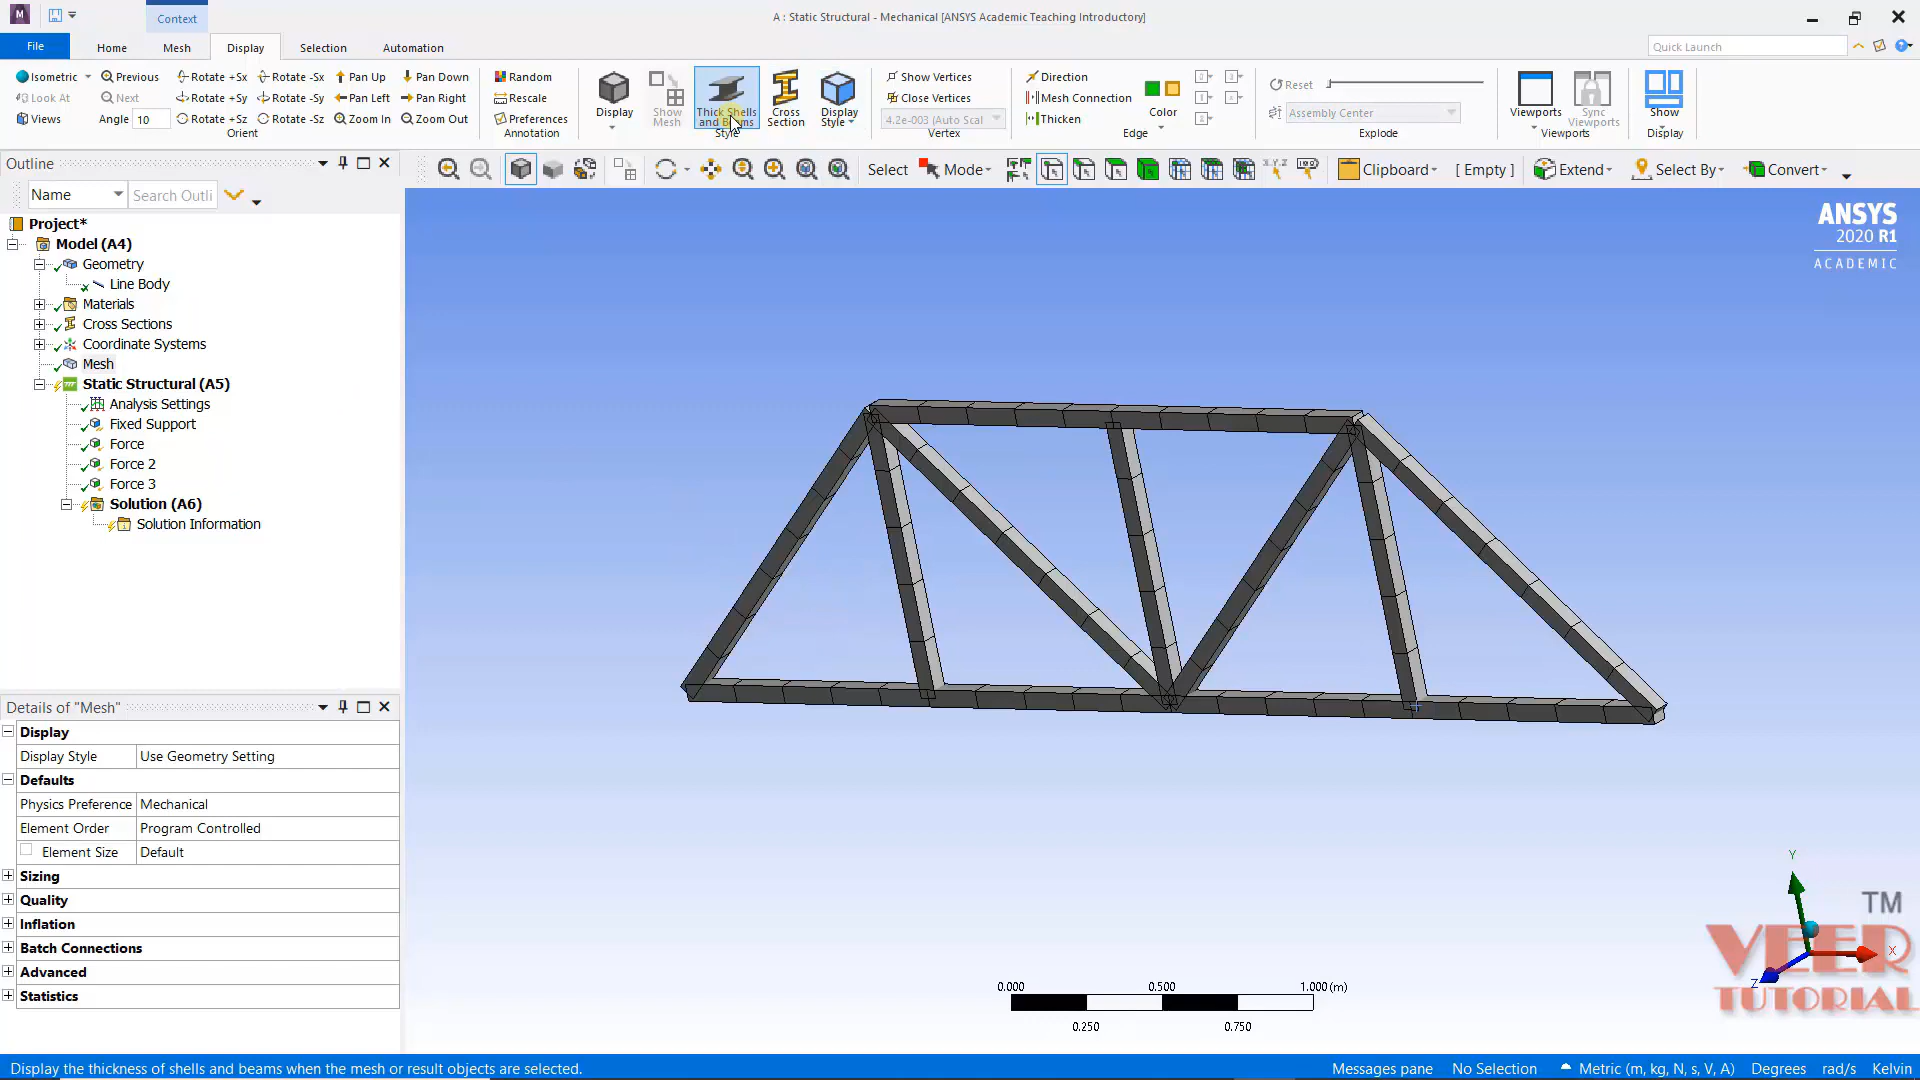 Context
A : Static Structural - Mechanical [ANSYS Academic Teaching Introductory]
File Home Mesh Display Selection Automation Quick Launch
Isometric Previous Rotate +Sx Rotate -Sx Pan Up Pan Down
Look At Next Rotate +Sy Rotate -Sy Pan Left Pan Right
Views Angle 10 Rotate +Sz Rotate -Sz Zoom In Zoom Out
Orient
Random
Rescale
Preferences
Annotation
Display
Show Mesh
Thick Shells and Beams
Cross Section
Display Style
Style
Show Vertices
Close Vertices
4.2e-003 (Auto Scal
Vertex
Direction
Mesh Connection
Thicken
Color
Edge
Reset
Assembly Center
Explode
Viewports
Sync Viewports
Viewports
Show
Display
Outline
Name Search Outli
Select Mode Clipboard [ Empty ] Extend Select By Convert
Project*
Model (A4)
Geometry
Line Body
Materials
Cross Sections
Coordinate Systems
Mesh
Static Structural (A5)
Analysis Settings
Fixed Support
Force
Force 2
Force 3
Solution (A6)
Solution Information
ANSYS
2020 R1
ACADEMIC
Details of "Mesh"
Display
Display Style Use Geometry Setting
Defaults
Physics Preference Mechanical
Element Order Program Controlled
Element Size Default
Sizing
Quality
Inflation
Batch Connections
Advanced
Statistics
0.000 0.500 1.000 (m)
0.250 0.750
Y
X
Z
TM
VEER
TUTORIAL
Display the thickness of shells and beams when the mesh or result objects are selected.
Messages pane No Selection Metric (m, kg, N, s, V, A) Degrees rad/s Kelvin